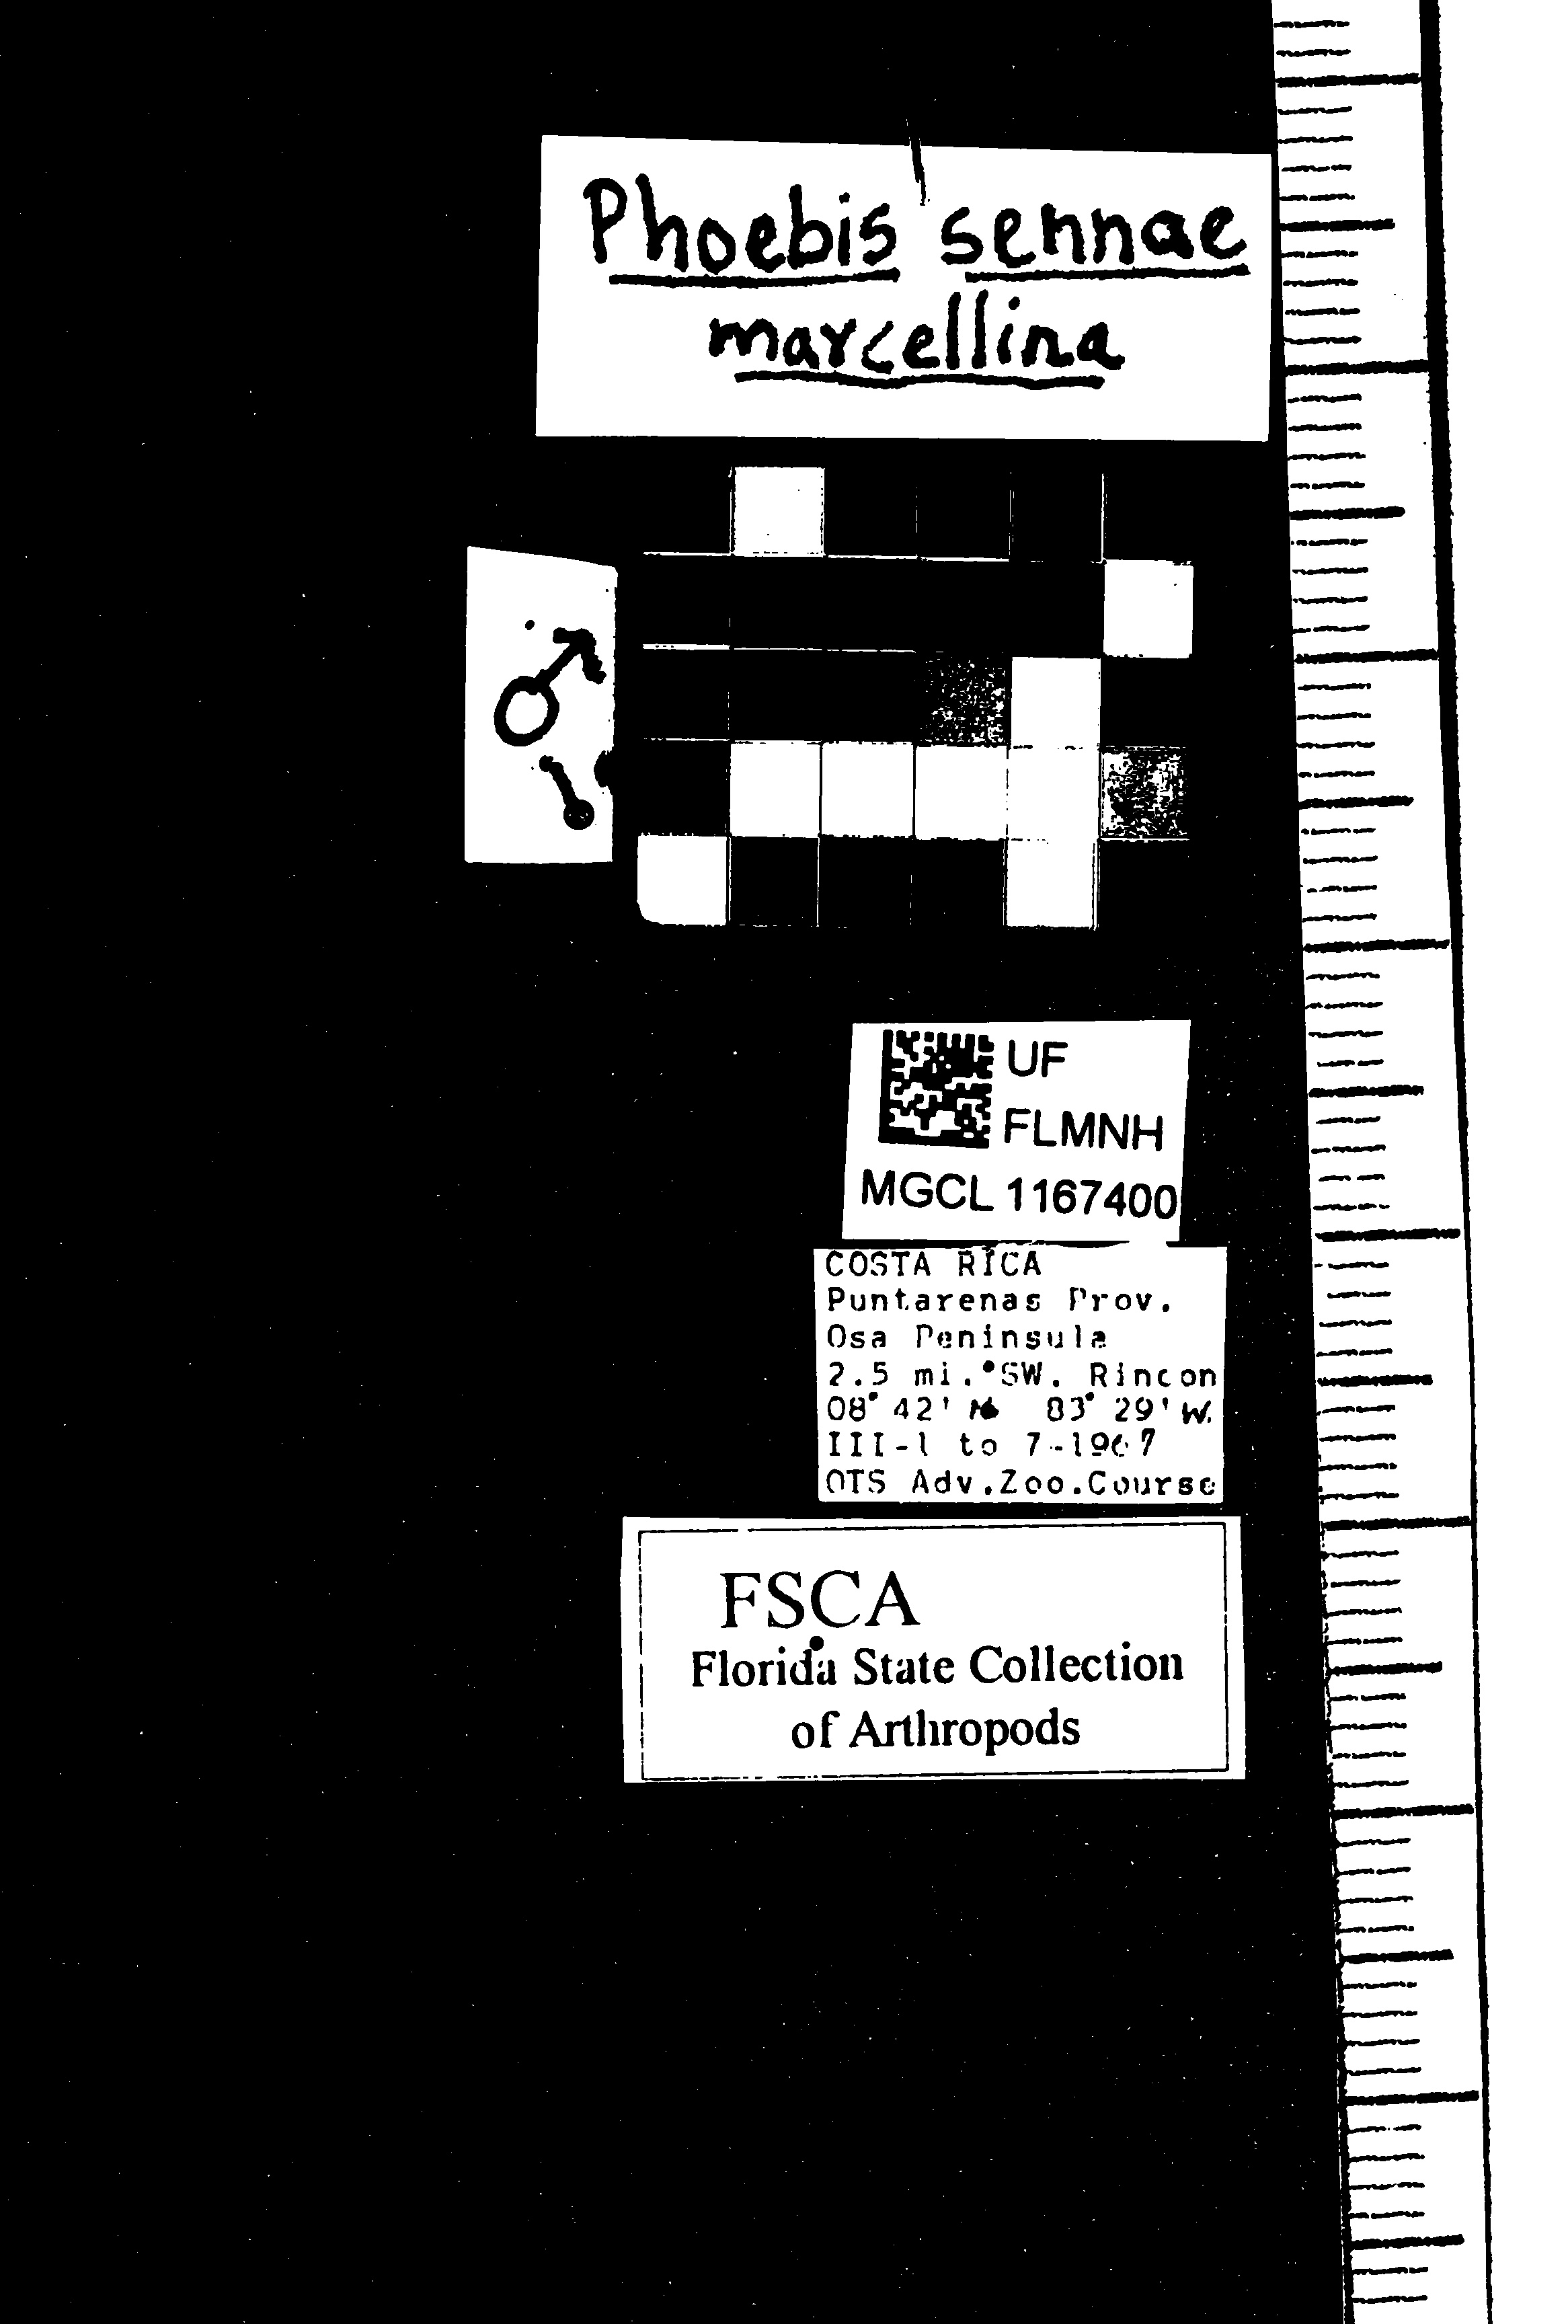 Phoebis sennae
marcellina
♂
UF
FLMNH
MGCL 1167400
COSTA RICA
Puntarenas Prov.
Osa Peninsula
2.5 mi. SW. Rincon
08° 42' N 83° 29' W.
III-1 to 7-1967
OTS Adv.Zoo.Course
FSCA
Florida State Collection
of Arthropods